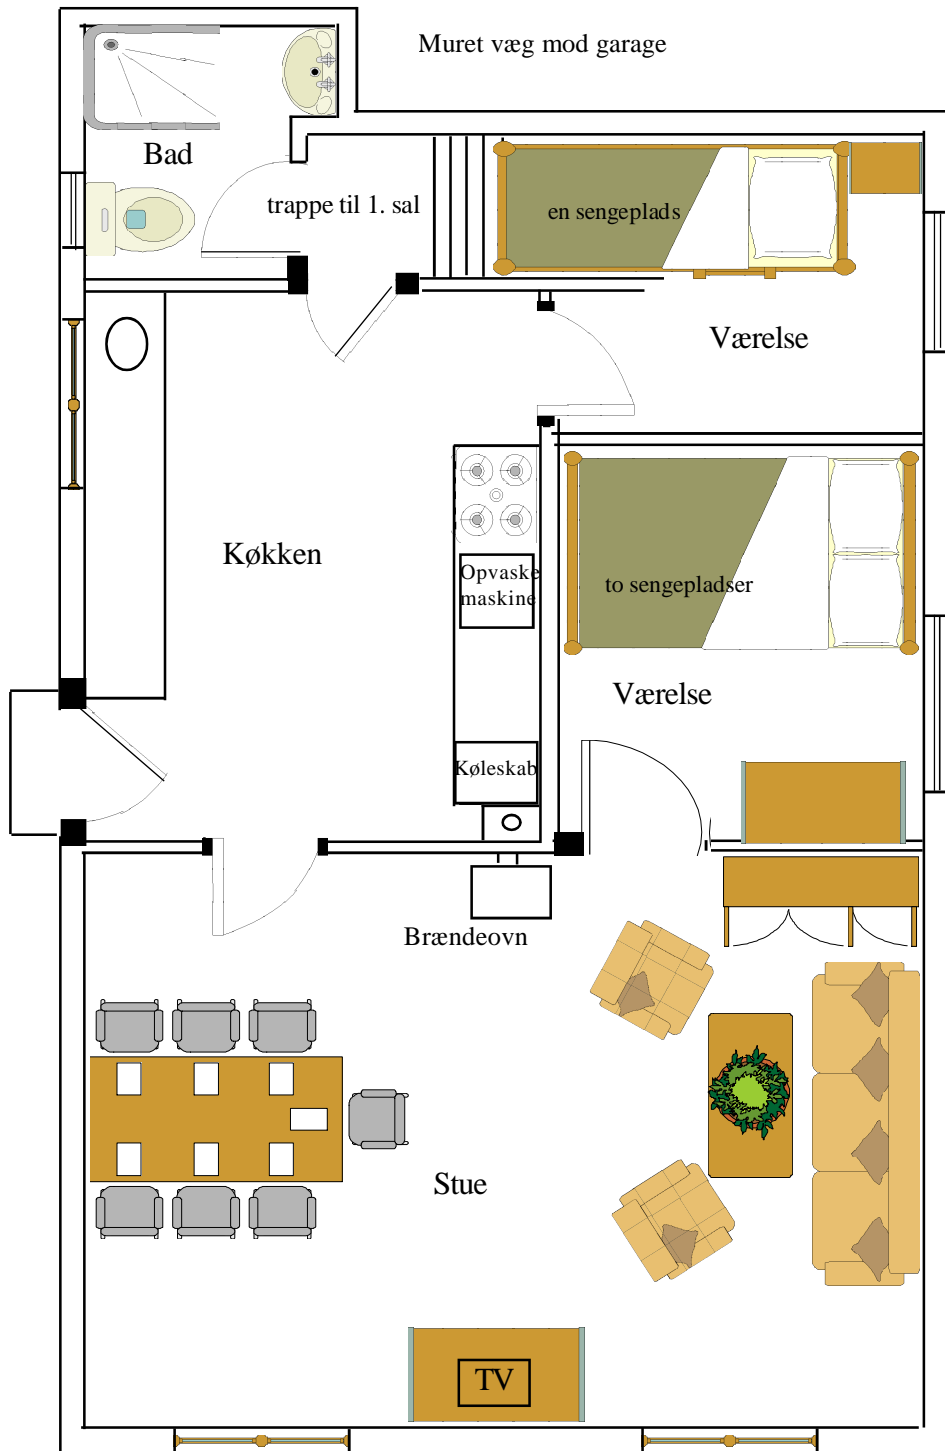 Muret væg mod garage
Bad
trappe til 1. sal
en sengeplads
Værelse
Køkken
Opvaske
maskine
to sengepladser
Værelse
Køleskab
Brændeovn
Stue
TV